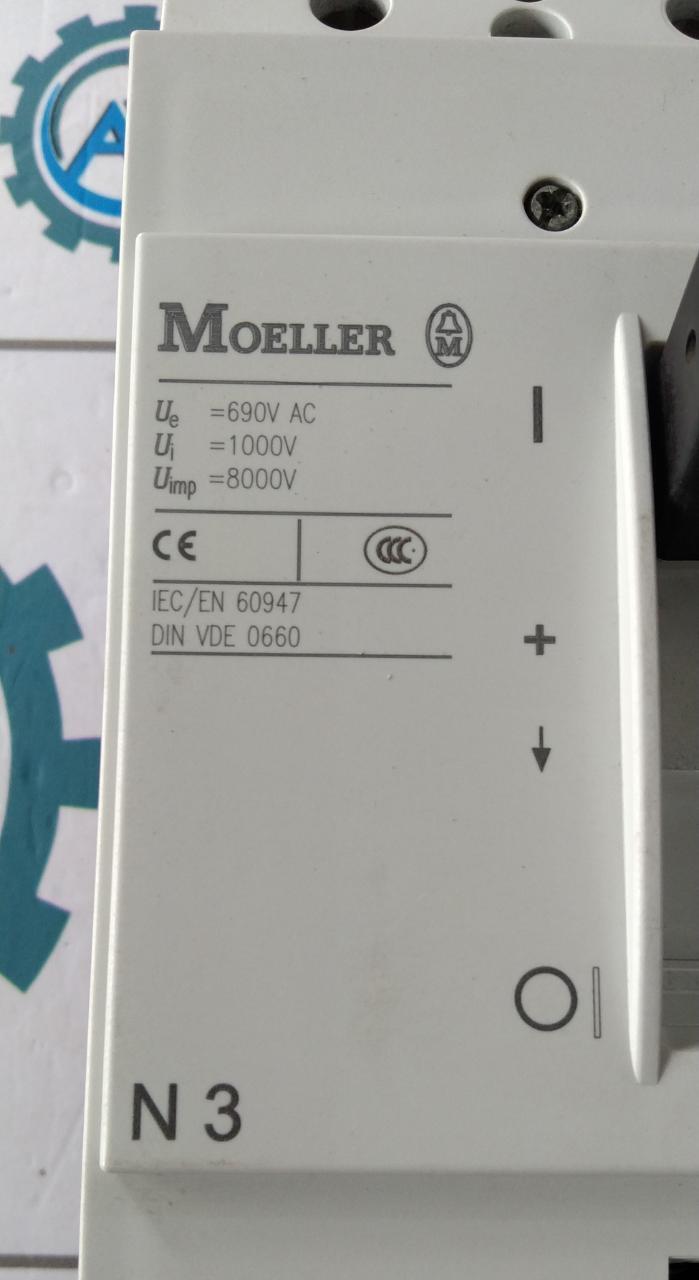 MOELLER M
Ue =690V AC
Ui =1000V
Uimp =8000V
CE CCC
IEC/EN 60947
DIN VDE 0660
I
+
↓
O |
N 3